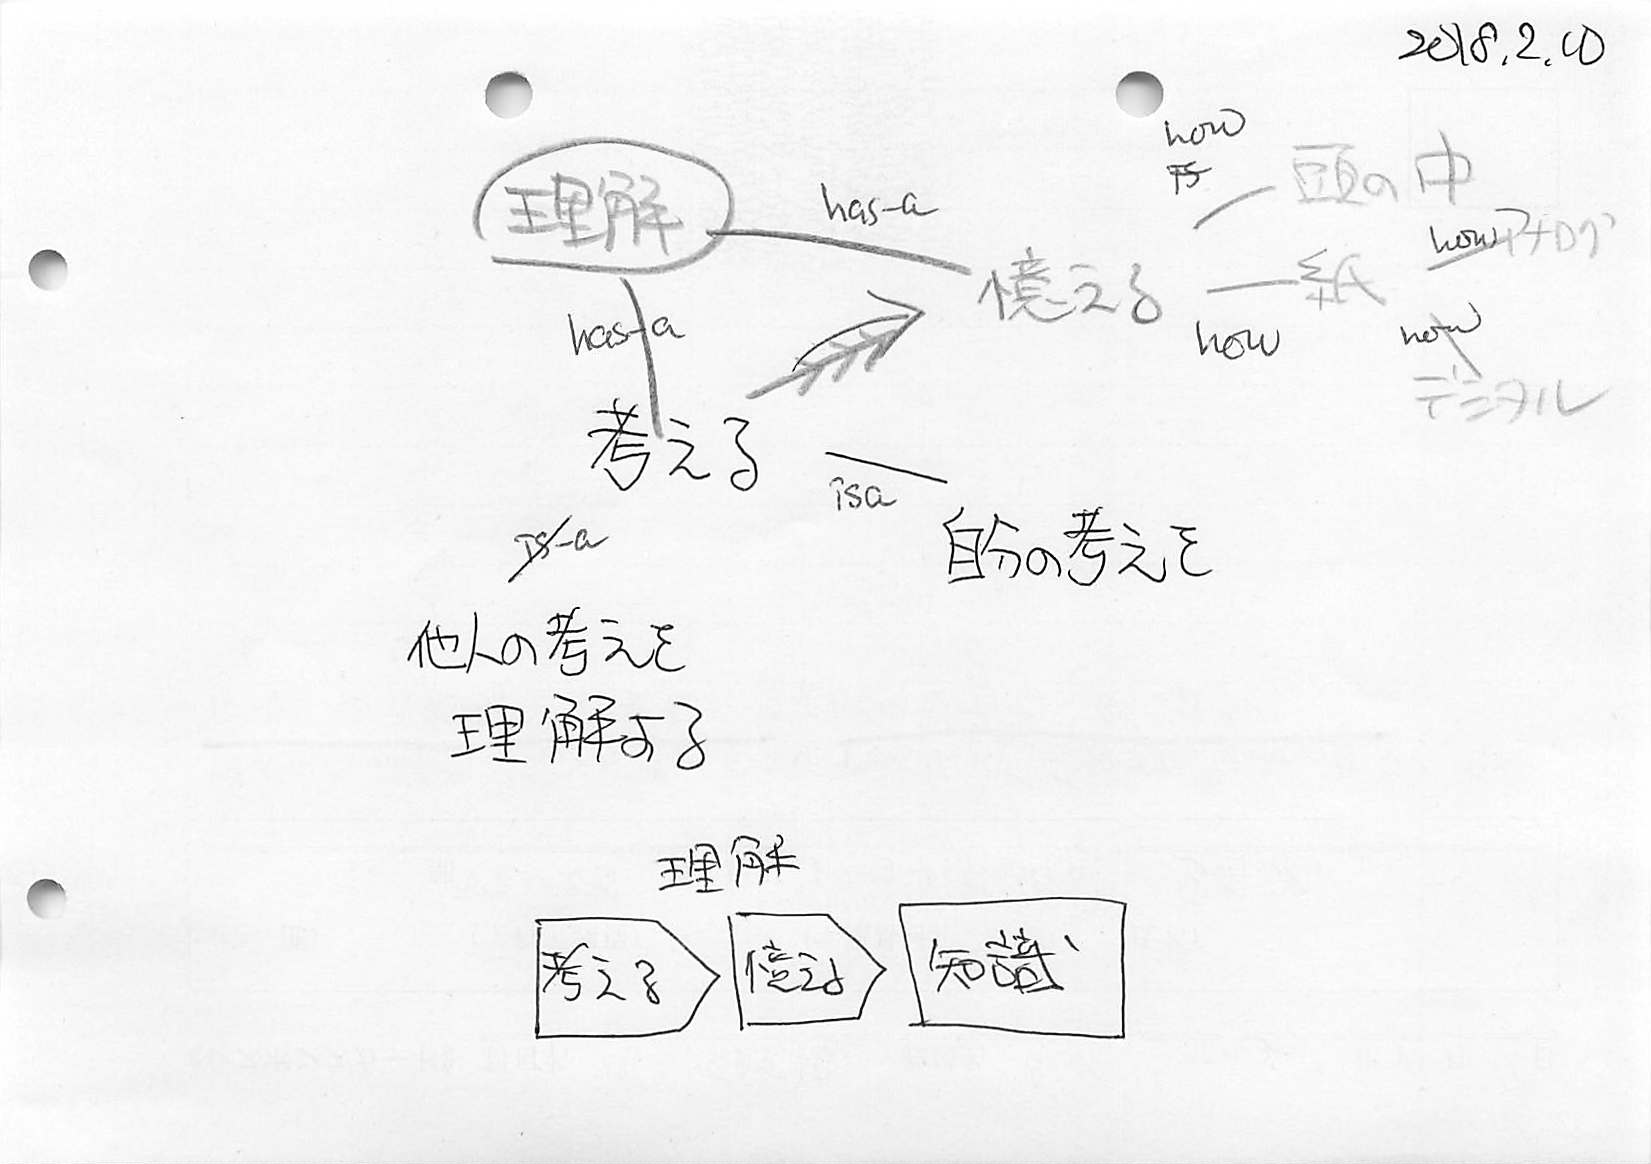 2018.2.10
how
頭の中
理解
has-a
how アナログ
憶える
紙
has-a
how
how
デジタル
考える
isa
is-a
自分の考えを
他人の考えを
理解する
理解
考える
憶える
知識